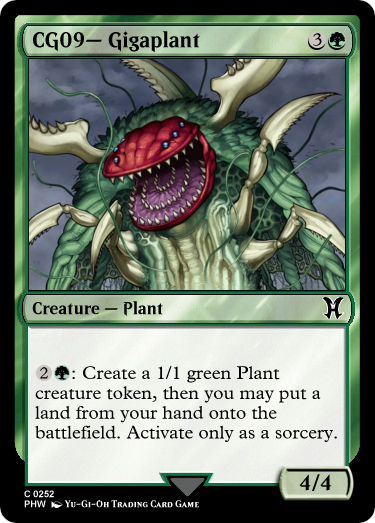 CG09— Gigaplant 3
Creature — Plant H
2 : Create a 1/1 green Plant
creature token, then you may put a
land from your hand onto the
battlefield. Activate only as a sorcery.
4/4
C 0252
PHW Yu-Gi-Oh Trading Card Game